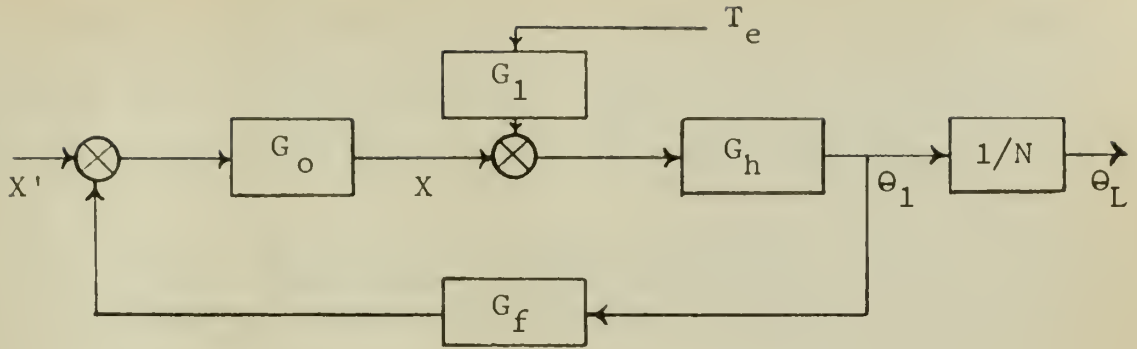 T_e
G_1
X'
G_o
X
G_h
θ_1
1/N
θ_L
G_f